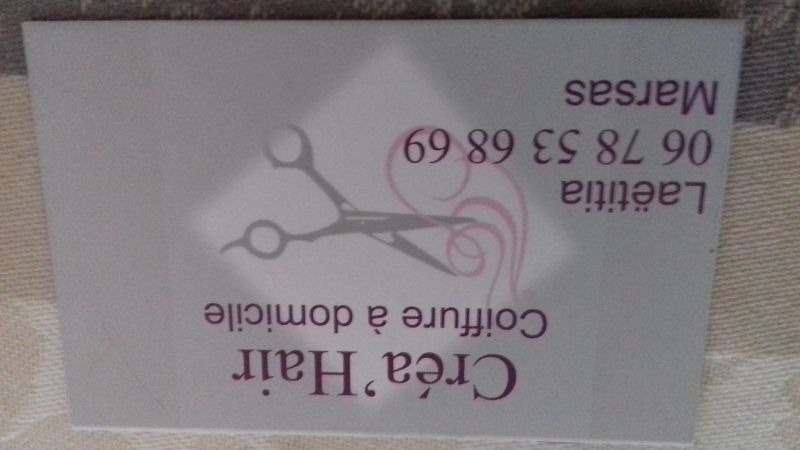 Créa'Hair
Coiffure à domicile
Laëtitia
06 78 53 68 69
Marsas